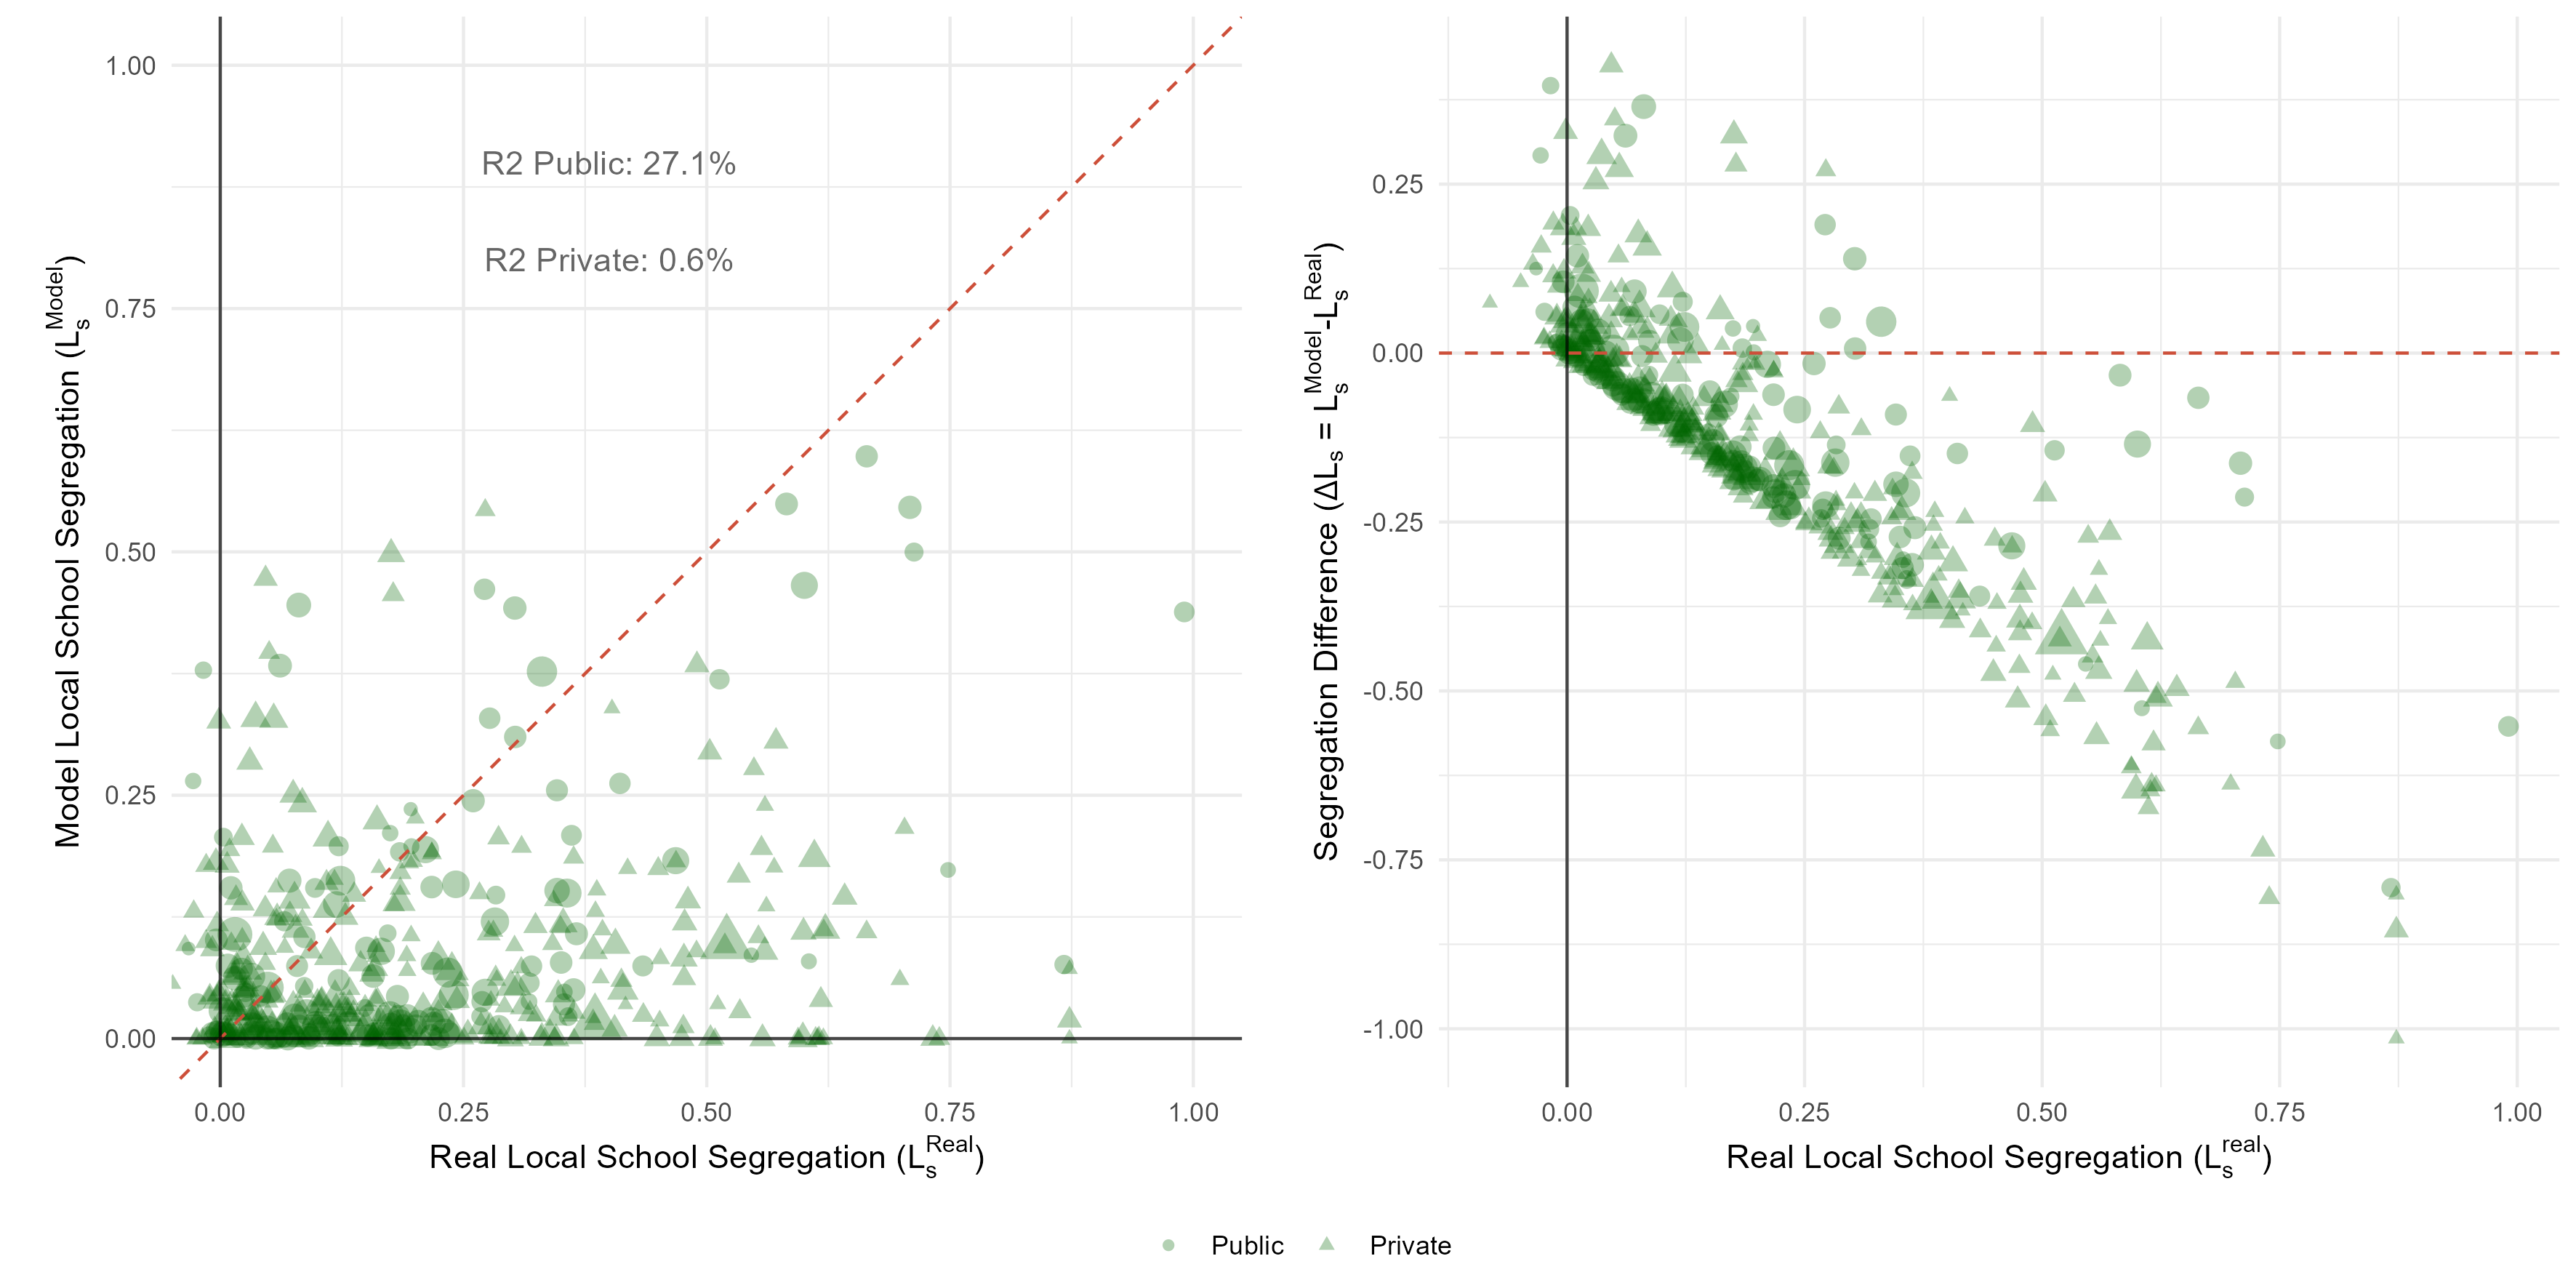 1.00
0.75
0.50
0.25
0.00
Model Local School Segregation (L_s^Model)
R2 Public: 27.1%
R2 Private: 0.6%
0.00 0.25 0.50 0.75 1.00
Real Local School Segregation (L_s^Real)
0.25
0.00
-0.25
-0.50
-0.75
-1.00
Segregation Difference (ΔL_s = L_s^Model-L_s^Real)
0.00 0.25 0.50 0.75 1.00
Real Local School Segregation (L_s^real)
Public Private